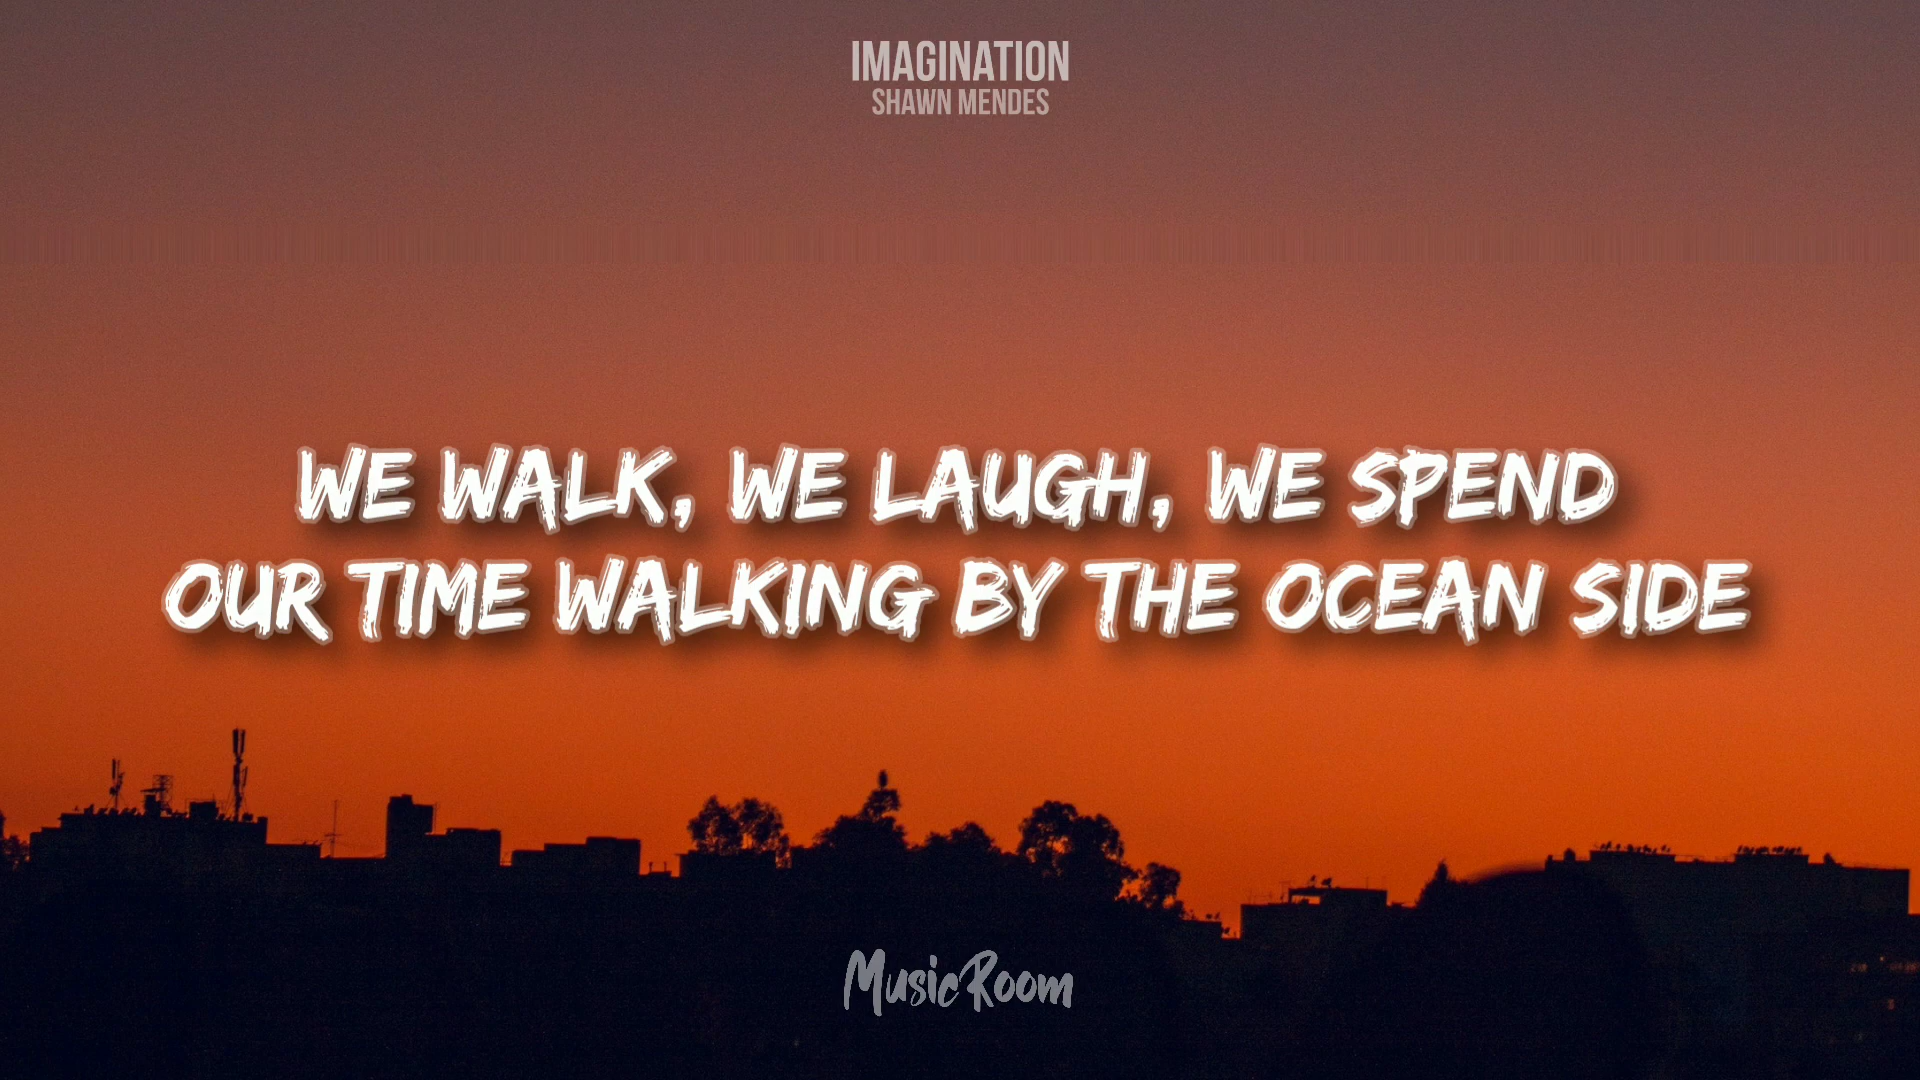 IMAGINATION
SHAWN MENDES
WE WALK, WE LAUGH, WE SPEND
OUR TIME WALKING BY THE OCEAN SIDE
MusicRoom